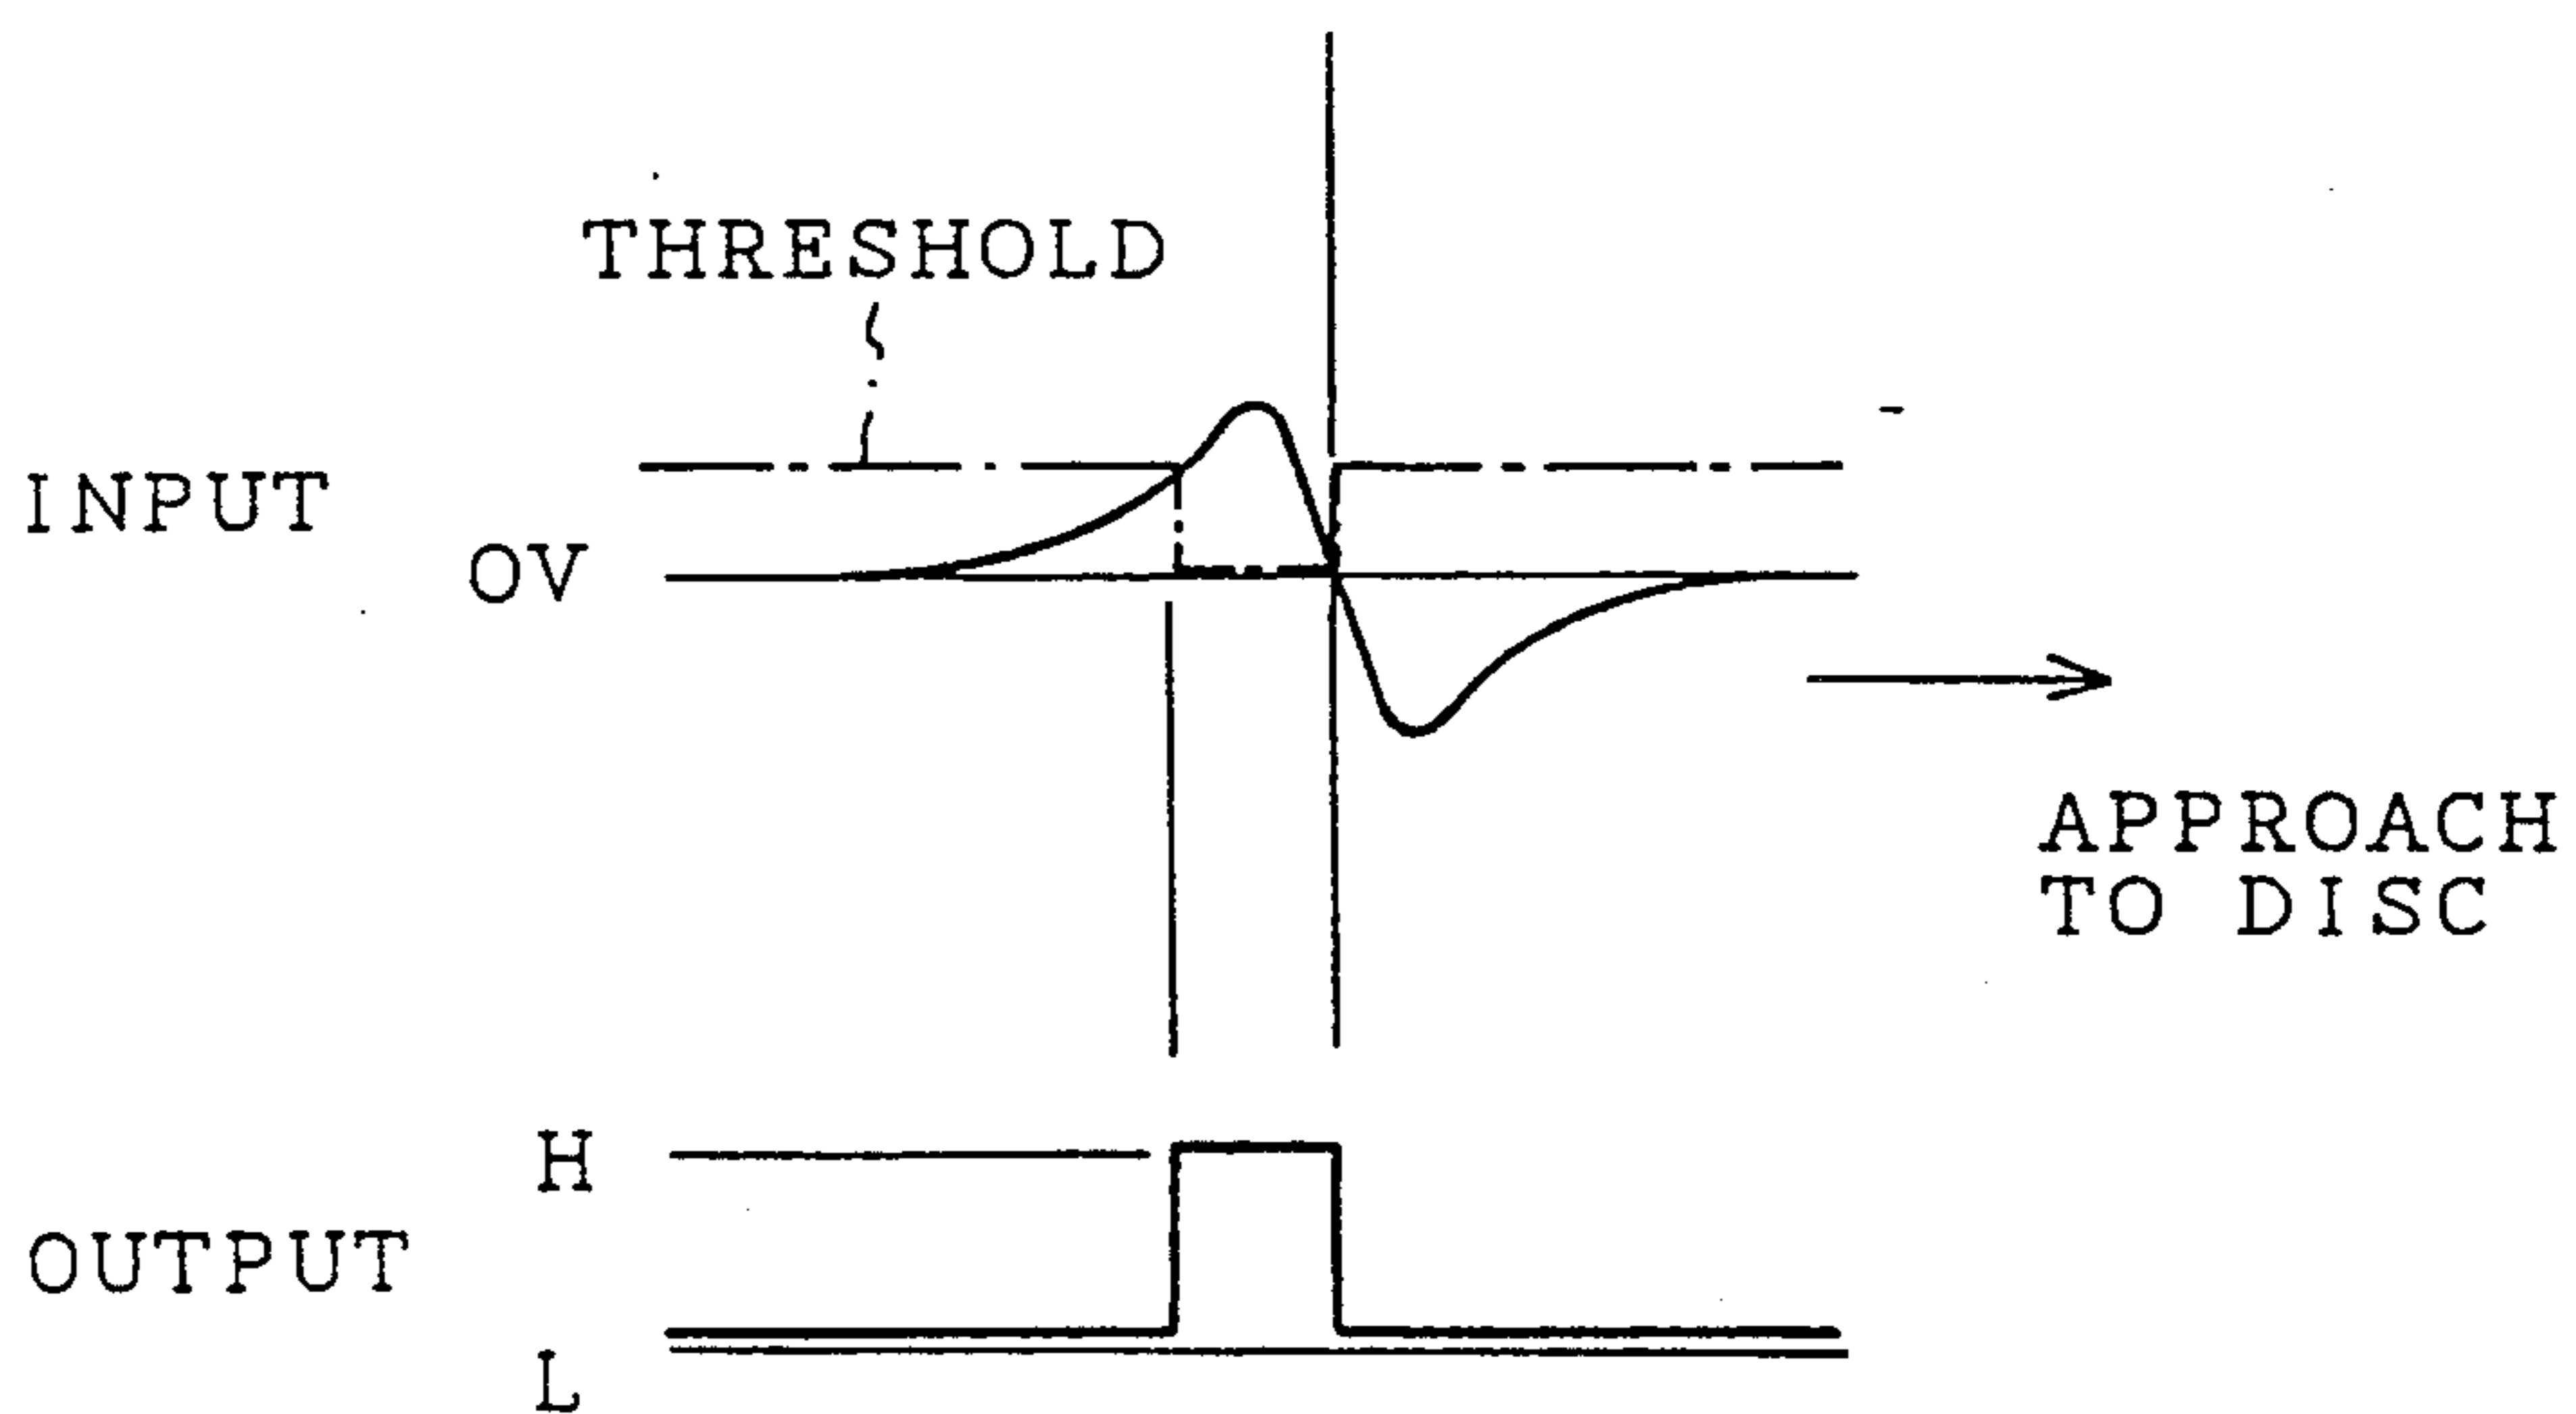 THRESHOLD
INPUT
OV
APPROACH
TO DISC
H
OUTPUT
L